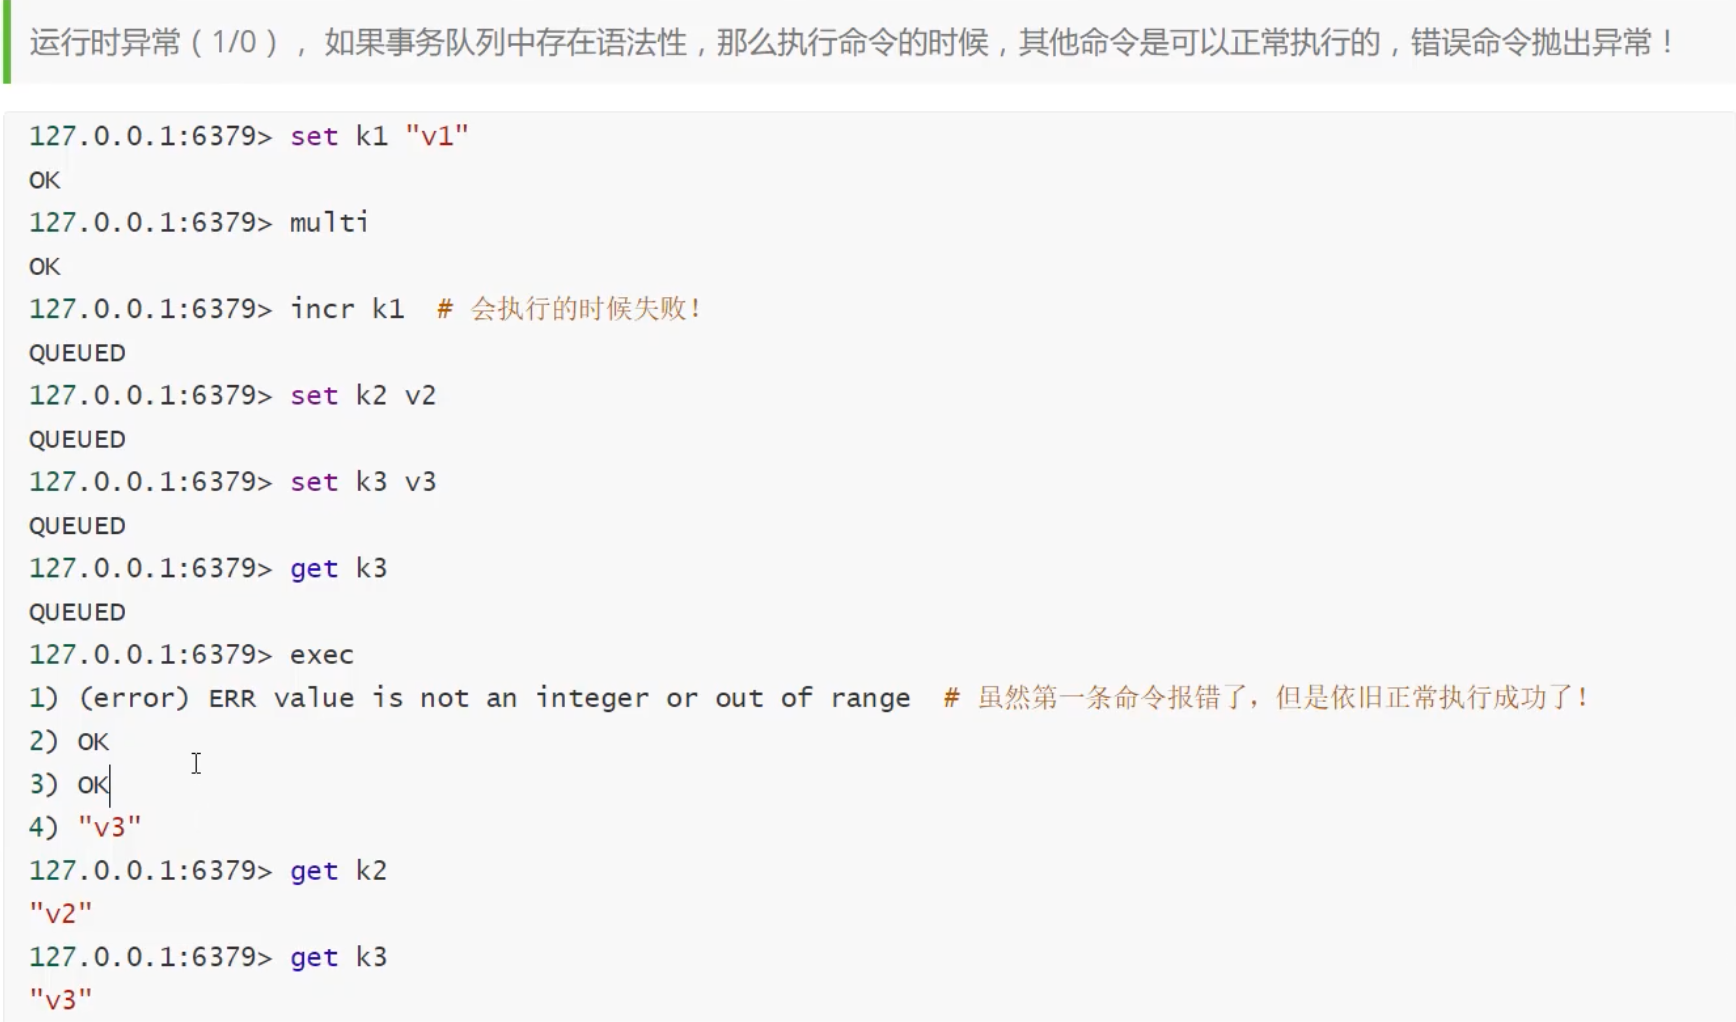 运行时异常（1/0），如果事务队列中存在语法性，那么执行命令的时候，其他命令是可以正常执行的，错误命令抛出异常！
127.0.0.1:6379> set k1 "v1"
OK
127.0.0.1:6379> multi
OK
127.0.0.1:6379> incr k1  # 会执行的时候失败！
QUEUED
127.0.0.1:6379> set k2 v2
QUEUED
127.0.0.1:6379> set k3 v3
QUEUED
127.0.0.1:6379> get k3
QUEUED
127.0.0.1:6379> exec
1) (error) ERR value is not an integer or out of range  # 虽然第一条命令报错了，但是依旧正常执行成功了！
2) OK
3) OK
4) "v3"
127.0.0.1:6379> get k2
"v2"
127.0.0.1:6379> get k3
"v3"